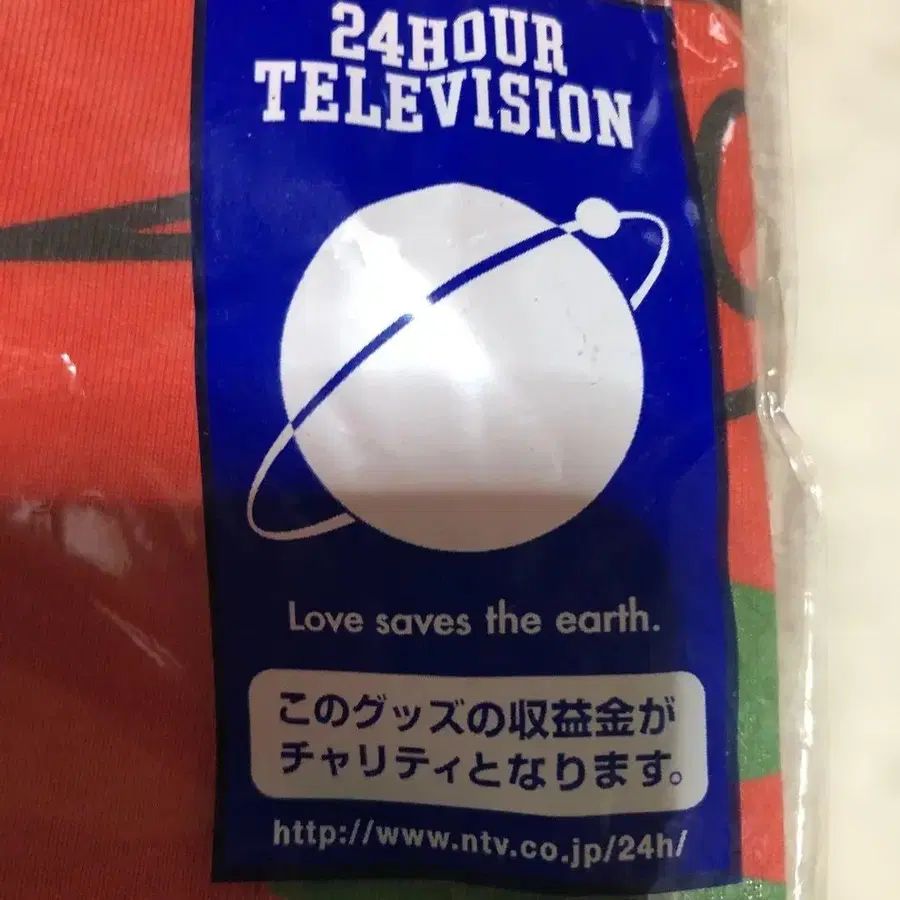 24HOUR
TELEVISION
Love saves the earth.
このグッズの収益金が
チャリティとなります。
http://www.ntv.co.jp/24h/